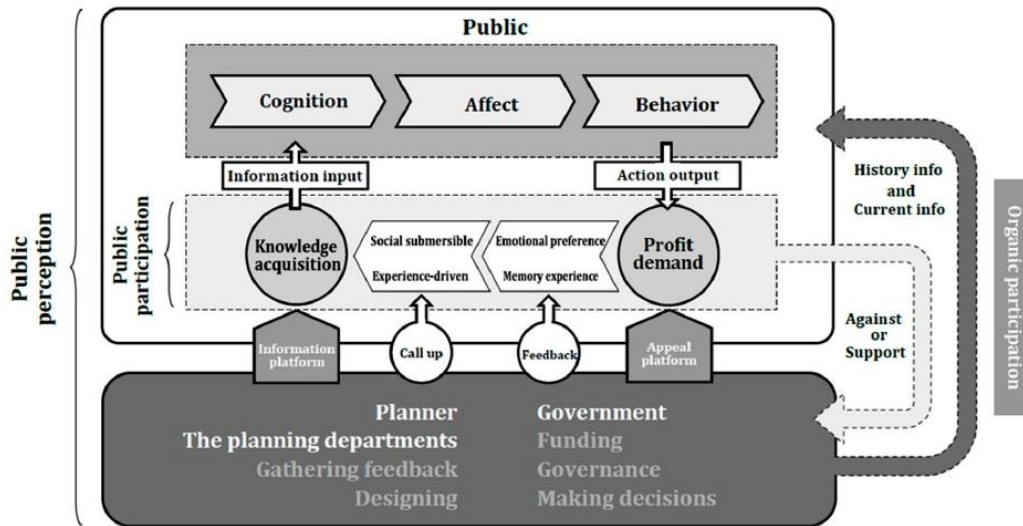 Public
Cognition
Affect
Behavior
Information input
Action output
History info
and
Current info
Public
perception
Public
participation
Knowledge
acquisition
Social submersible
Experience-driven
Emotional preference
Memory experience
Profit
demand
Organic participation
Against
or
Support
Information
platform
Call up
Feedback
Appeal
platform
Planner
The planning departments
Gathering feedback
Designing
Government
Funding
Governance
Making decisions